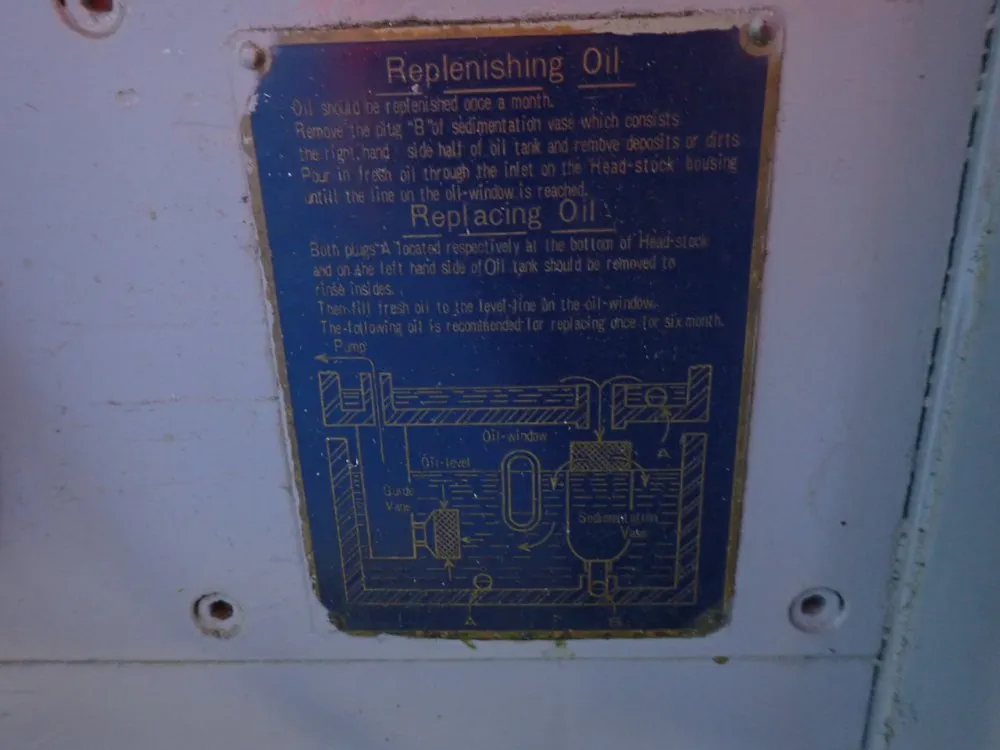 Replenishing Oil
Oil should be replenished once a month.
Remove the plug "B" of sedimentation vase which consists
the right hand side half of oil tank and remove deposits or dirts
Pour in fresh oil through the inlet on the Head-stock housing
untill the line on the oil-window is reached.
Replacing Oil
Both plugs "A" located respectively at the bottom of Head-stock
and on the left hand side of Oil tank should be removed to
rinse insides.
Then fill fresh oil to the level-line on the oil-window.
The following oil is recommended for replacing once for six month.
Pump
Oil-window
A
Oil-level
Guide
Vane
Sedimentation
Vase
A
B